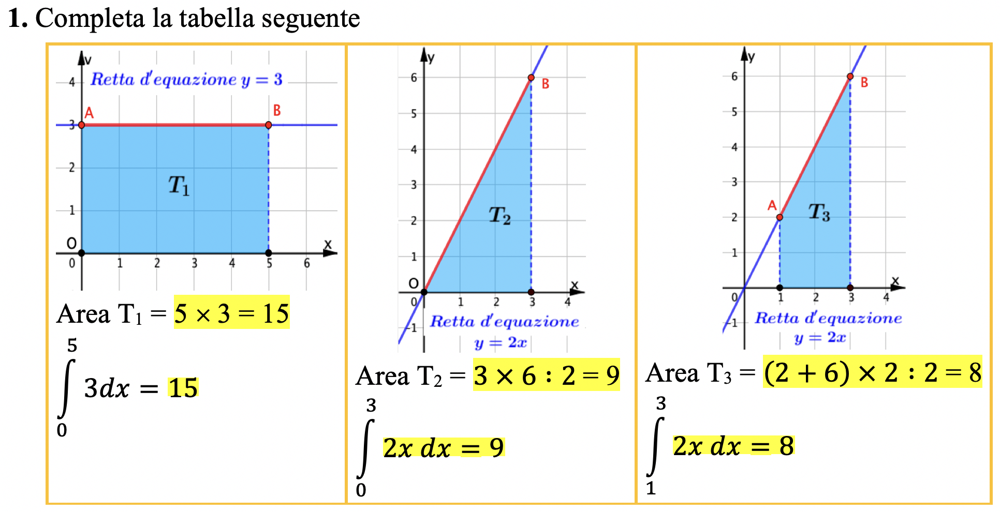 1. Completa la tabella seguente
y
Retta d'equazione y = 3
4
A
B
3
2
T₁
1
O
x
0 1 2 3 4 5 6
Area T₁ = 5 × 3 = 15
5
∫ 3dx = 15
0
y
6
B
5
4
3
T₂
2
1
O
x
0 1 2 3 4
-1
Retta d'equazione
y = 2x
Area T₂ = 3 × 6 : 2 = 9
3
∫ 2x dx = 9
0
y
6
B
5
4
3
A
T₃
2
1
x
0 1 2 3 4
-1
Retta d'equazione
y = 2x
Area T₃ = (2 + 6) × 2 : 2 = 8
3
∫ 2x dx = 8
1